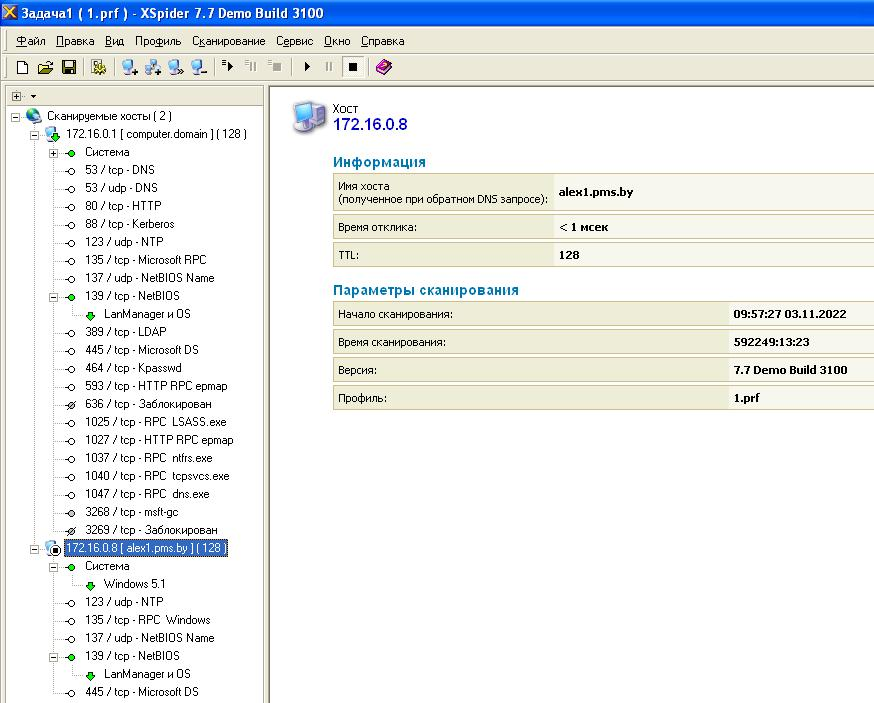 Задача1 ( 1.prf ) - XSpider 7.7 Demo Build 3100
Файл Правка Вид Профиль Сканирование Сервис Окно Справка
Сканируемые хосты ( 2 )
172.16.0.1 [ computer.domain ] ( 128 )
Система
53 / tcp - DNS
53 / udp - DNS
80 / tcp - HTTP
88 / tcp - Kerberos
123 / udp - NTP
135 / tcp - Microsoft RPC
137 / udp - NetBIOS Name
139 / tcp - NetBIOS
LanManager и OS
389 / tcp - LDAP
445 / tcp - Microsoft DS
464 / tcp - Kpasswd
593 / tcp - HTTP RPC epmap
636 / tcp - Заблокирован
1025 / tcp - RPC LSASS.exe
1027 / tcp - HTTP RPC epmap
1037 / tcp - RPC ntfrs.exe
1040 / tcp - RPC tcpsvcs.exe
1047 / tcp - RPC dns.exe
3268 / tcp - msft-gc
3269 / tcp - Заблокирован
172.16.0.8 [ alex1.pms.by ] ( 128 )
Система
Windows 5.1
123 / udp - NTP
135 / tcp - RPC Windows
137 / udp - NetBIOS Name
139 / tcp - NetBIOS
LanManager и OS
445 / tcp - Microsoft DS
Хост
172.16.0.8
Информация
Имя хоста
(полученное при обратном DNS запросе): alex1.pms.by
Время отклика: < 1 мсек
TTL: 128
Параметры сканирования
Начало сканирования: 09:57:27 03.11.2022
Время сканирования: 592249:13:23
Версия: 7.7 Demo Build 3100
Профиль: 1.prf